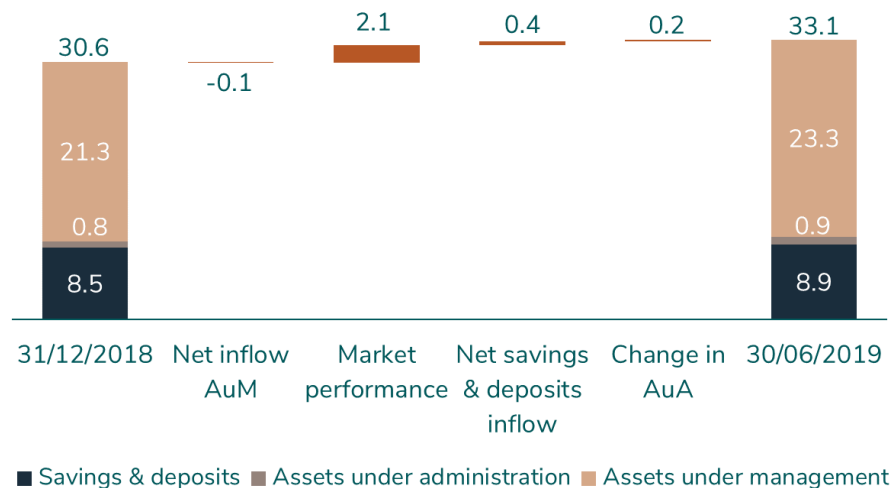 30.6
21.3
0.8
8.5
-0.1
2.1
0.4
0.2
33.1
23.3
0.9
8.9
31/12/2018
Net inflow
AuM
Market
performance
Net savings
& deposits
inflow
Change in
AuA
30/06/2019
Savings & deposits
Assets under administration
Assets under management